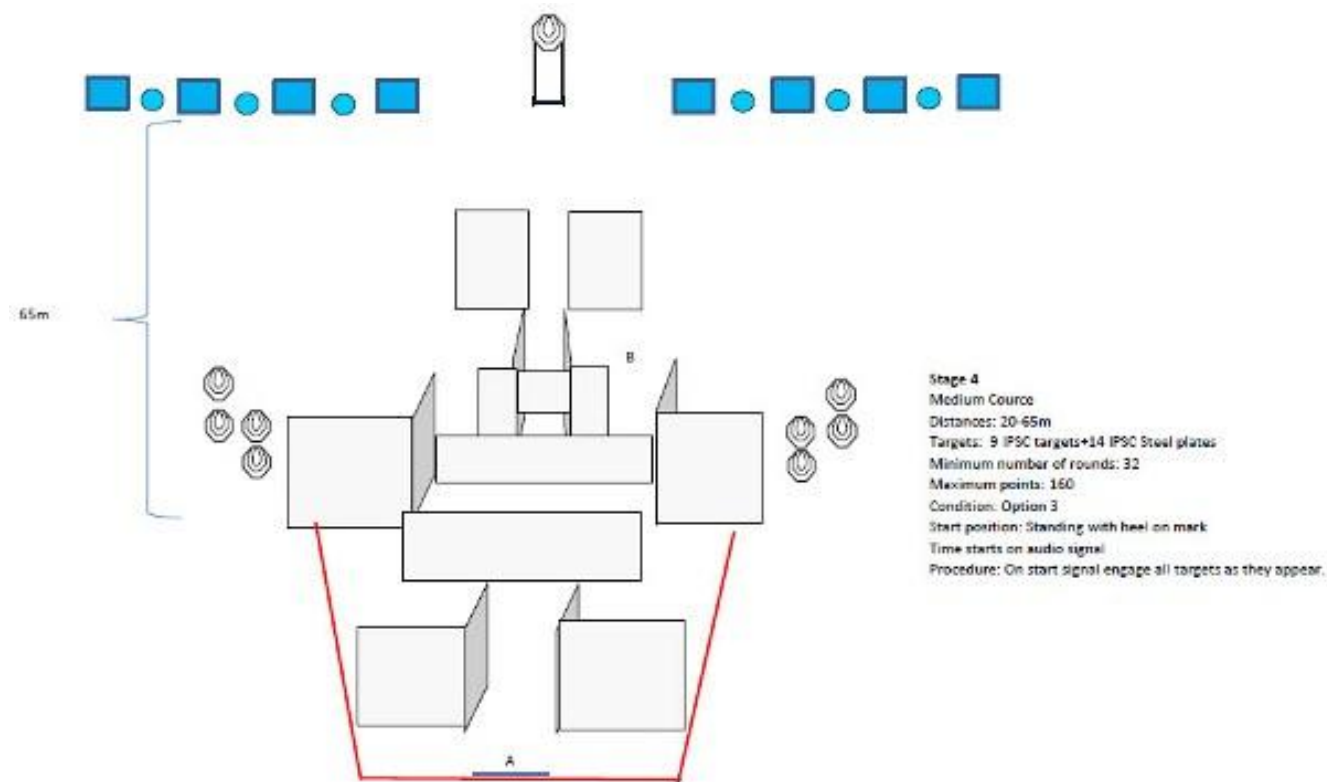 65m
B
Stage 4
Medium Cource
Distances: 20-65m
Targets: 9 IPSC targets+14 IPSC Steel plates
Minimum number of rounds: 32
Maximum points: 160
Condition: Option 3
Start position: Standing with heel on mark
Time starts on audio signal
Procedure: On start signal engage all targets as they appear.
A